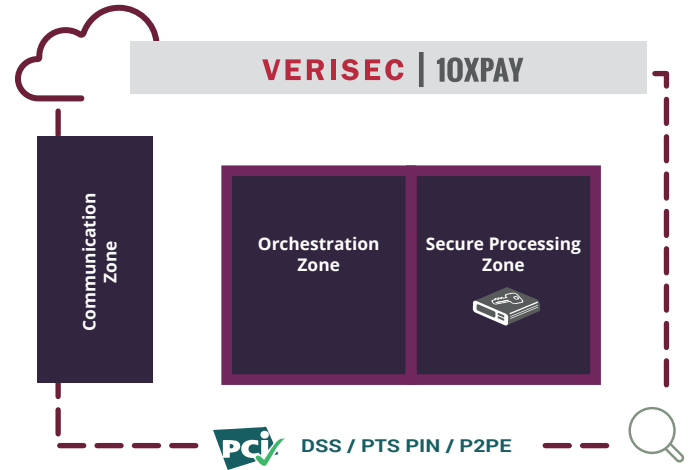 VERISEC | 10XPAY
Communication
Zone
Orchestration
Zone
Secure Processing
Zone
PCi DSS / PTS PIN / P2PE